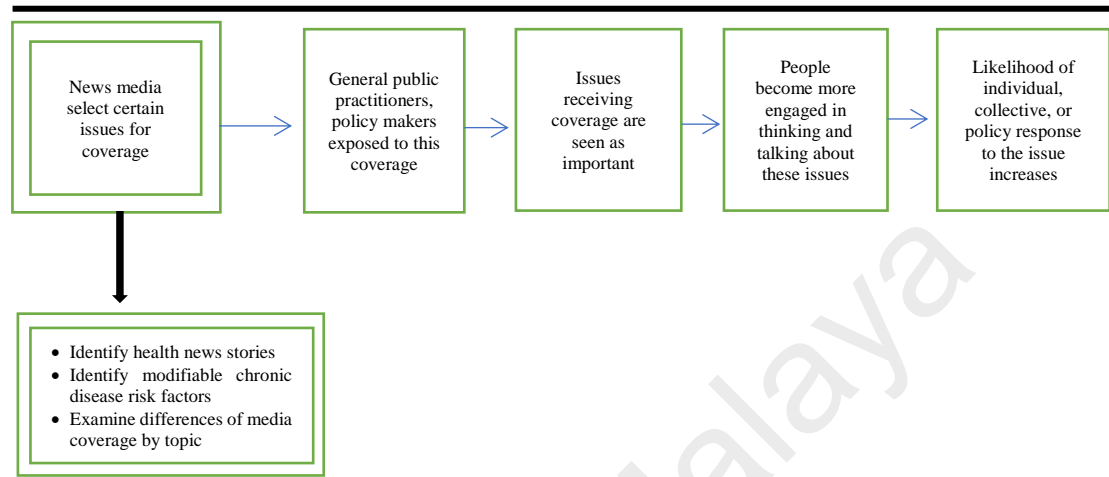 News media
select certain
issues for
coverage
General public
practitioners,
policy makers
exposed to this
coverage
Issues
receiving
coverage are
seen as
important
People
become more
engaged in
thinking and
talking about
these issues
Likelihood of
individual,
collective, or
policy response
to the issue
increases
• Identify health news stories
• Identify modifiable chronic
disease risk factors
• Examine differences of media
coverage by topic
alaya